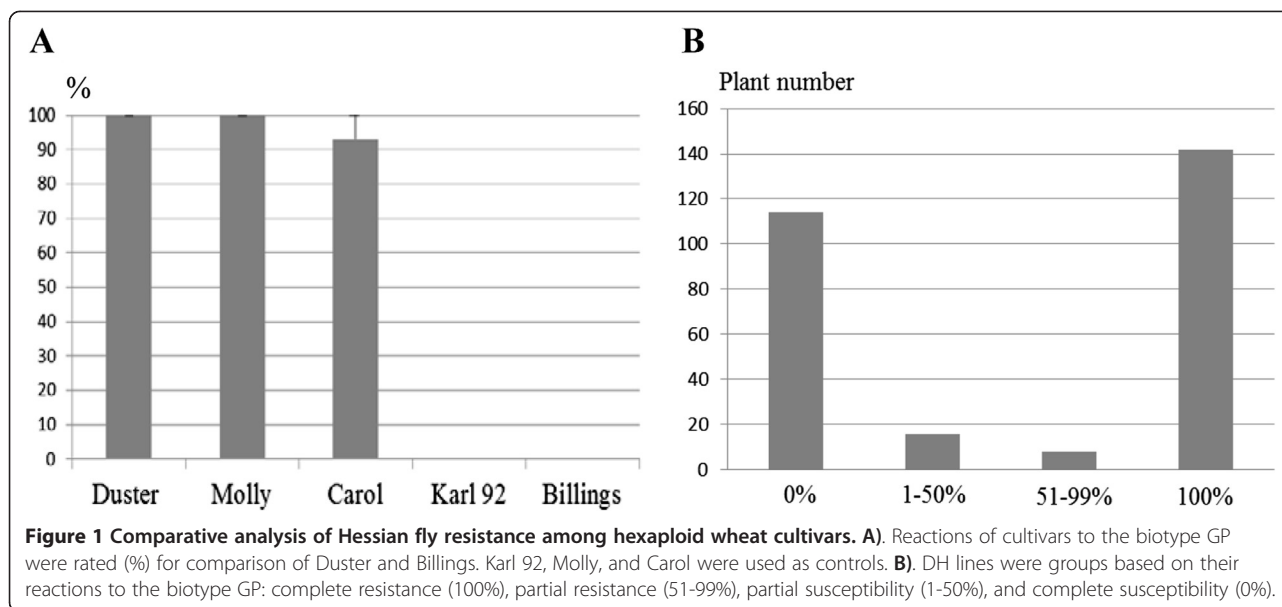 A
%
100
90
80
70
60
50
40
30
20
10
0
Duster Molly Carol Karl 92 Billings
B
Plant number
160
140
120
100
80
60
40
20
0
0% 1-50% 51-99% 100%
Figure 1 Comparative analysis of Hessian fly resistance among hexaploid wheat cultivars. A). Reactions of cultivars to the biotype GP
were rated (%) for comparison of Duster and Billings. Karl 92, Molly, and Carol were used as controls. B). DH lines were groups based on their
reactions to the biotype GP: complete resistance (100%), partial resistance (51-99%), partial susceptibility (1-50%), and complete susceptibility (0%).